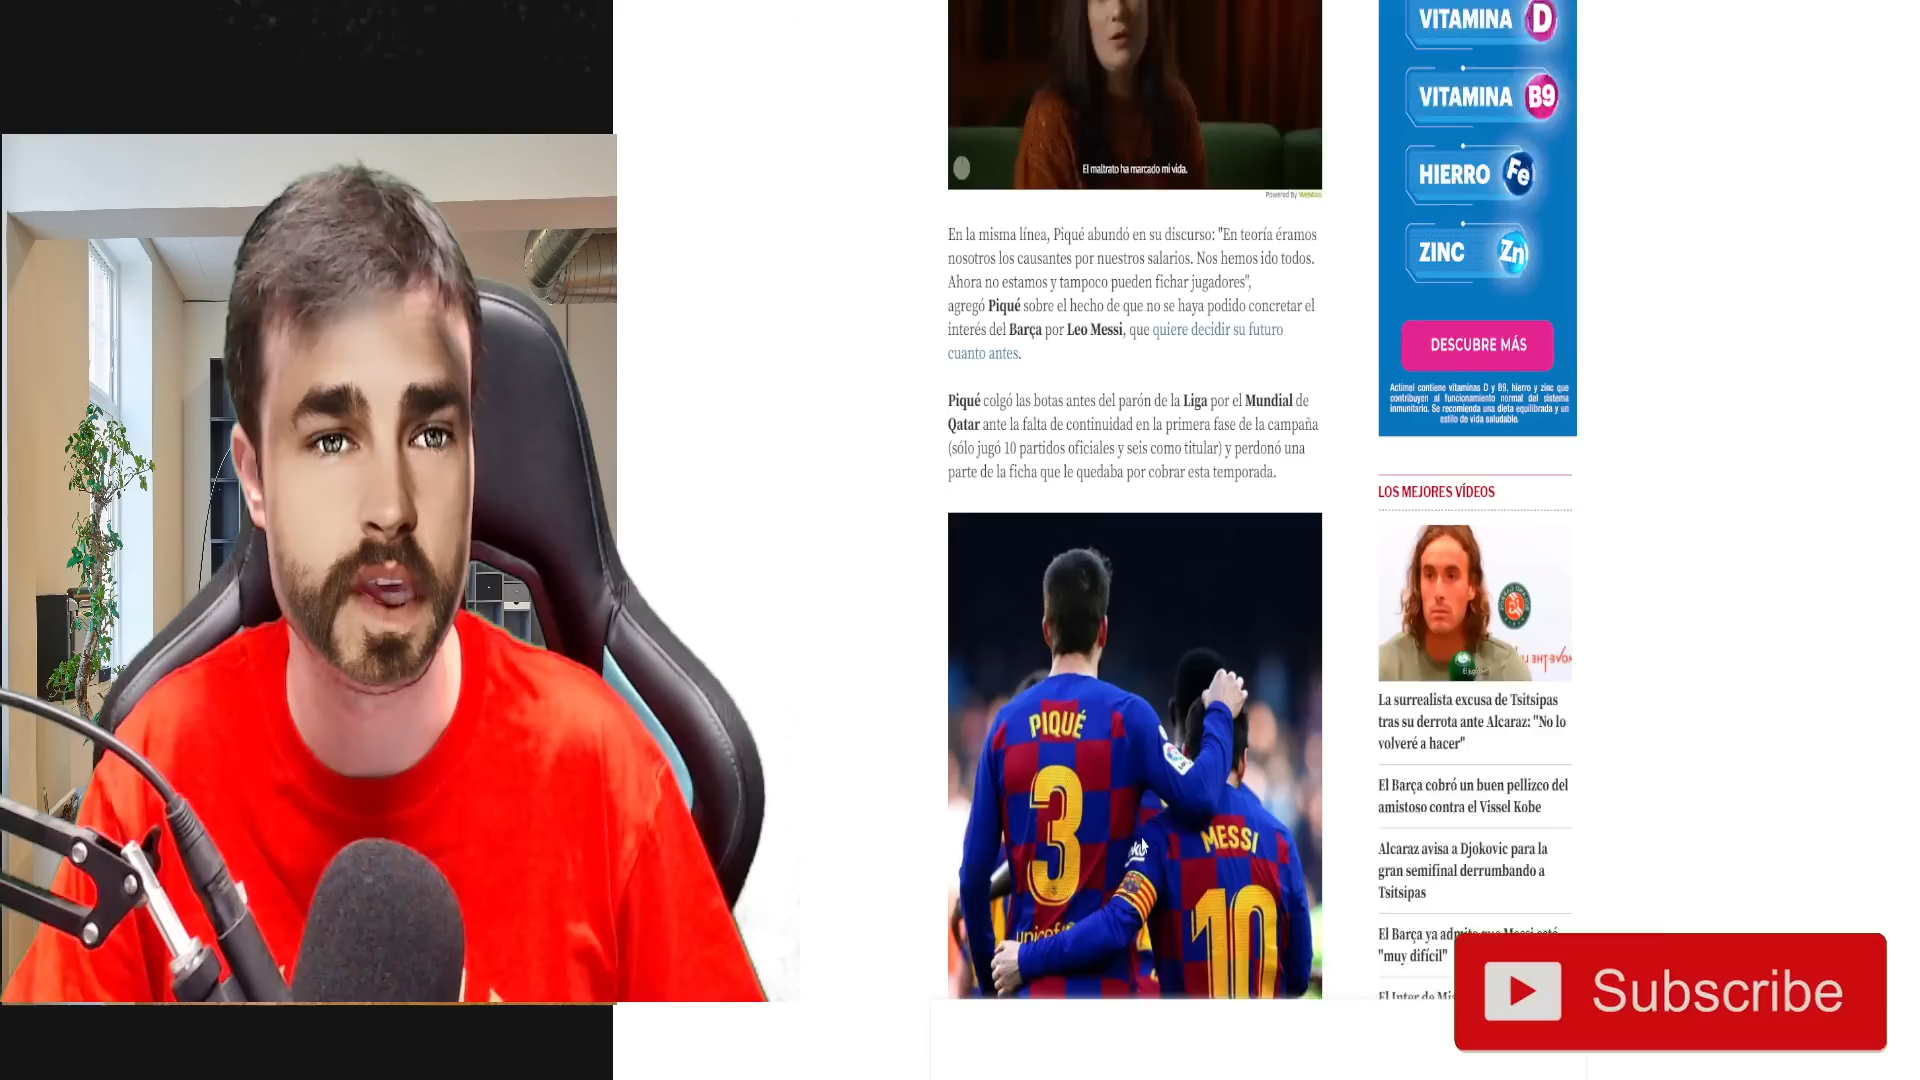 El maltrato ha marcado mi vida.
Powered By
En la misma línea, Piqué abundó en su discurso: "En teoría éramos
nosotros los causantes por nuestros salarios. Nos hemos ido todos.
Ahora no estamos y tampoco pueden fichar jugadores",
agregó Piqué sobre el hecho de que no se haya podido concretar el
interés del Barça por Leo Messi, que quiere decidir su futuro
cuanto antes.
Piqué colgó las botas antes del parón de la Liga por el Mundial de
Qatar ante la falta de continuidad en la primera fase de la campaña
(sólo jugó 10 partidos oficiales y seis como titular) y perdonó una
parte de la ficha que le quedaba por cobrar esta temporada.
PIQUÉ
3
unicef
MESSI
10
VITAMINA D
VITAMINA B9
HIERRO Fe
ZINC Zn
DESCUBRE MÁS
Actimel contiene vitaminas D y B9, hierro y zinc que
contribuyen al funcionamiento normal del sistema
inmunitario. Se recomienda una dieta equilibrada y un
estilo de vida saludable.
LOS MEJORES VÍDEOS
La surrealista excusa de Tsitsipas
tras su derrota ante Alcaraz: "No lo
volveré a hacer"
El Barça cobró un buen pellizco del
amistoso contra el Vissel Kobe
Alcaraz avisa a Djokovic para la
gran semifinal derrumbando a
Tsitsipas
El Barça ya admite que Messi está
"muy difícil"
El Inter de
Subscribe